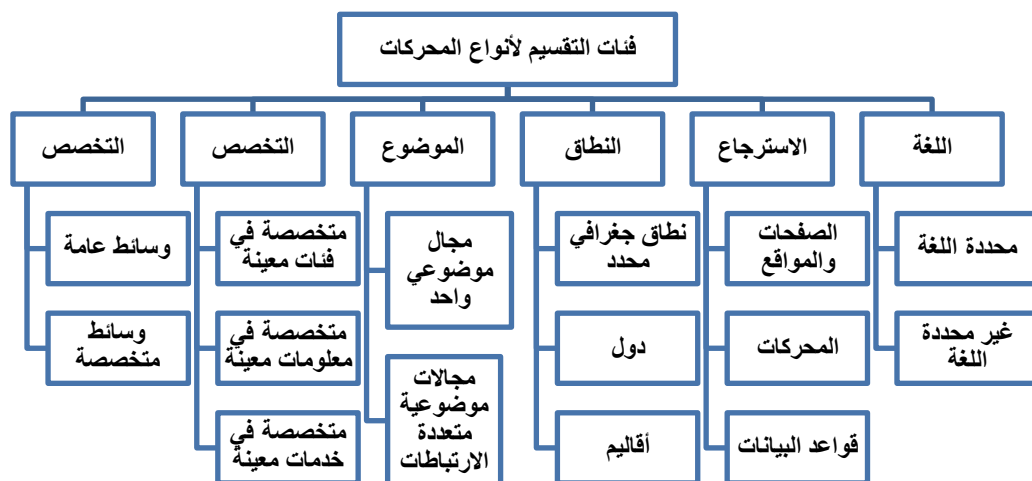 فئات التقسيم لأنواع المحركات
اللغة
محددة اللغة
غير محددة
اللغة
الاسترجاع
الصفحات
والمواقع
المحركات
قواعد البيانات
النطاق
نطاق جغرافي
محدد
دول
أقاليم
الموضوع
مجال
موضوعي
واحد
مجالات
موضوعية
متعددة
الارتباطات
التخصص
متخصصة في
فئات معينة
متخصصة في
معلومات معينة
متخصصة في
خدمات معينة
التخصص
وسائط عامة
وسائط
متخصصة